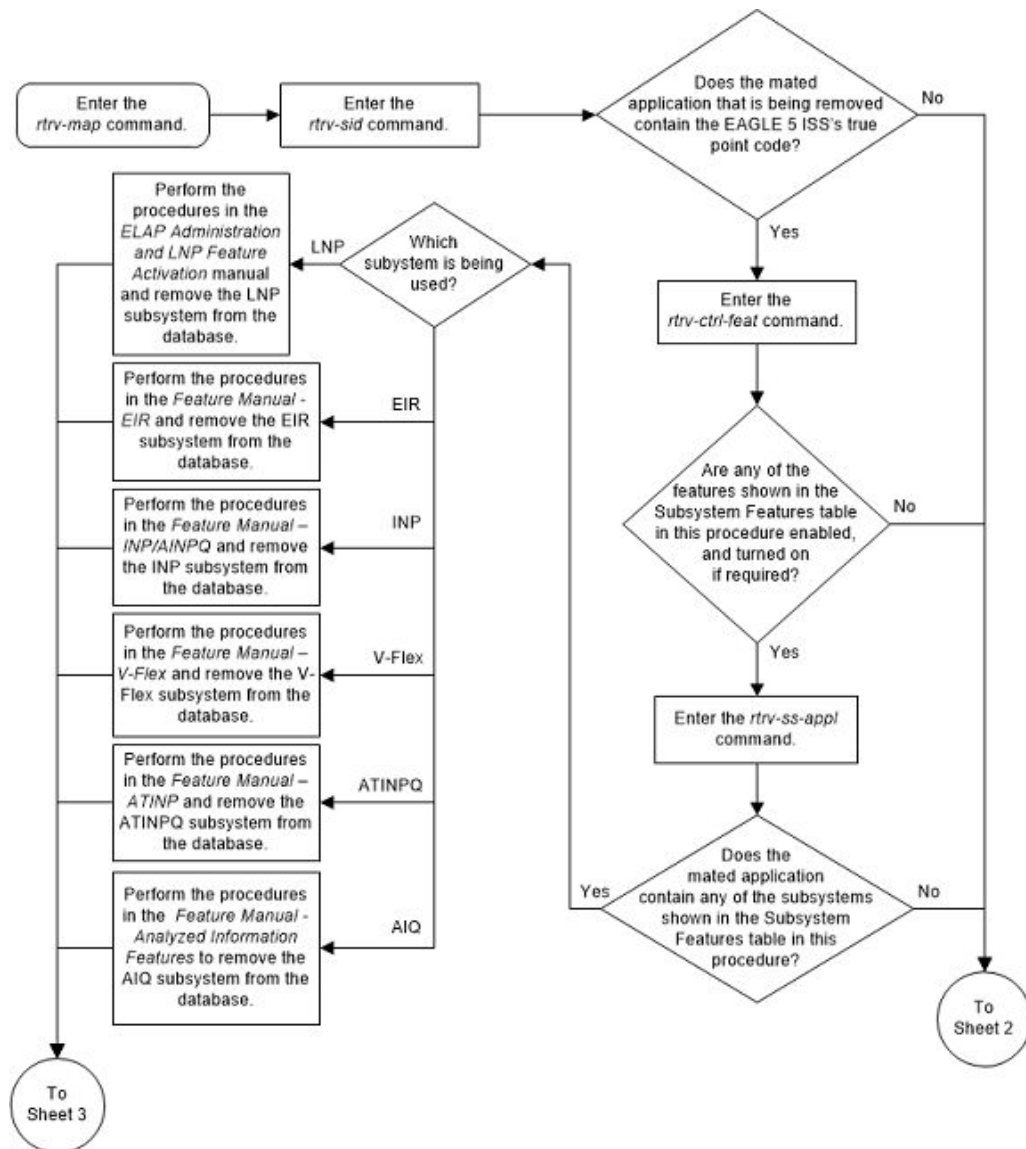 Enter the
rtrv-map command.
Enter the
rtrv-sid command.
Does the mated
application that is being removed
contain the EAGLE 5 ISS's true
point code?
No
Yes
Enter the
rtrv-ctrl-feat command.
Are any of the
features shown in the
Subsystem Features table
in this procedure enabled,
and turned on
if required?
No
Yes
Enter the rtrv-ss-appl
command.
Does the
mated application
contain any of the subsystems
shown in the Subsystem
Features table in this
procedure?
No
Yes
To
Sheet 2
Which
subystem is being
used?
LNP
Perform the
procedures in the
ELAP Administration
and LNP Feature
Activation manual
and remove the LNP
subsystem from the
database.
EIR
Perform the procedures
in the Feature Manual -
EIR and remove the EIR
subsystem from the
database.
INP
Perform the procedures
in the Feature Manual –
INP/AINPQ and remove
the INP subsystem from
the database.
V-Flex
Perform the procedures
in the Feature Manual –
V-Flex and remove the V-
Flex subsystem from the
database.
ATINPQ
Perform the procedures
in the Feature Manual –
ATINP and remove the
ATINPQ subsystem from
the database.
AIQ
Perform the procedures
in the Feature Manual -
Analyzed Information
Features to remove the
AIQ subsystem from the
database.
To
Sheet 3